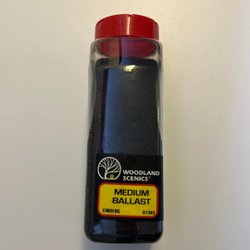 WOODLAND
SCENICS
MEDIUM
BALLAST
CINDERS B1383